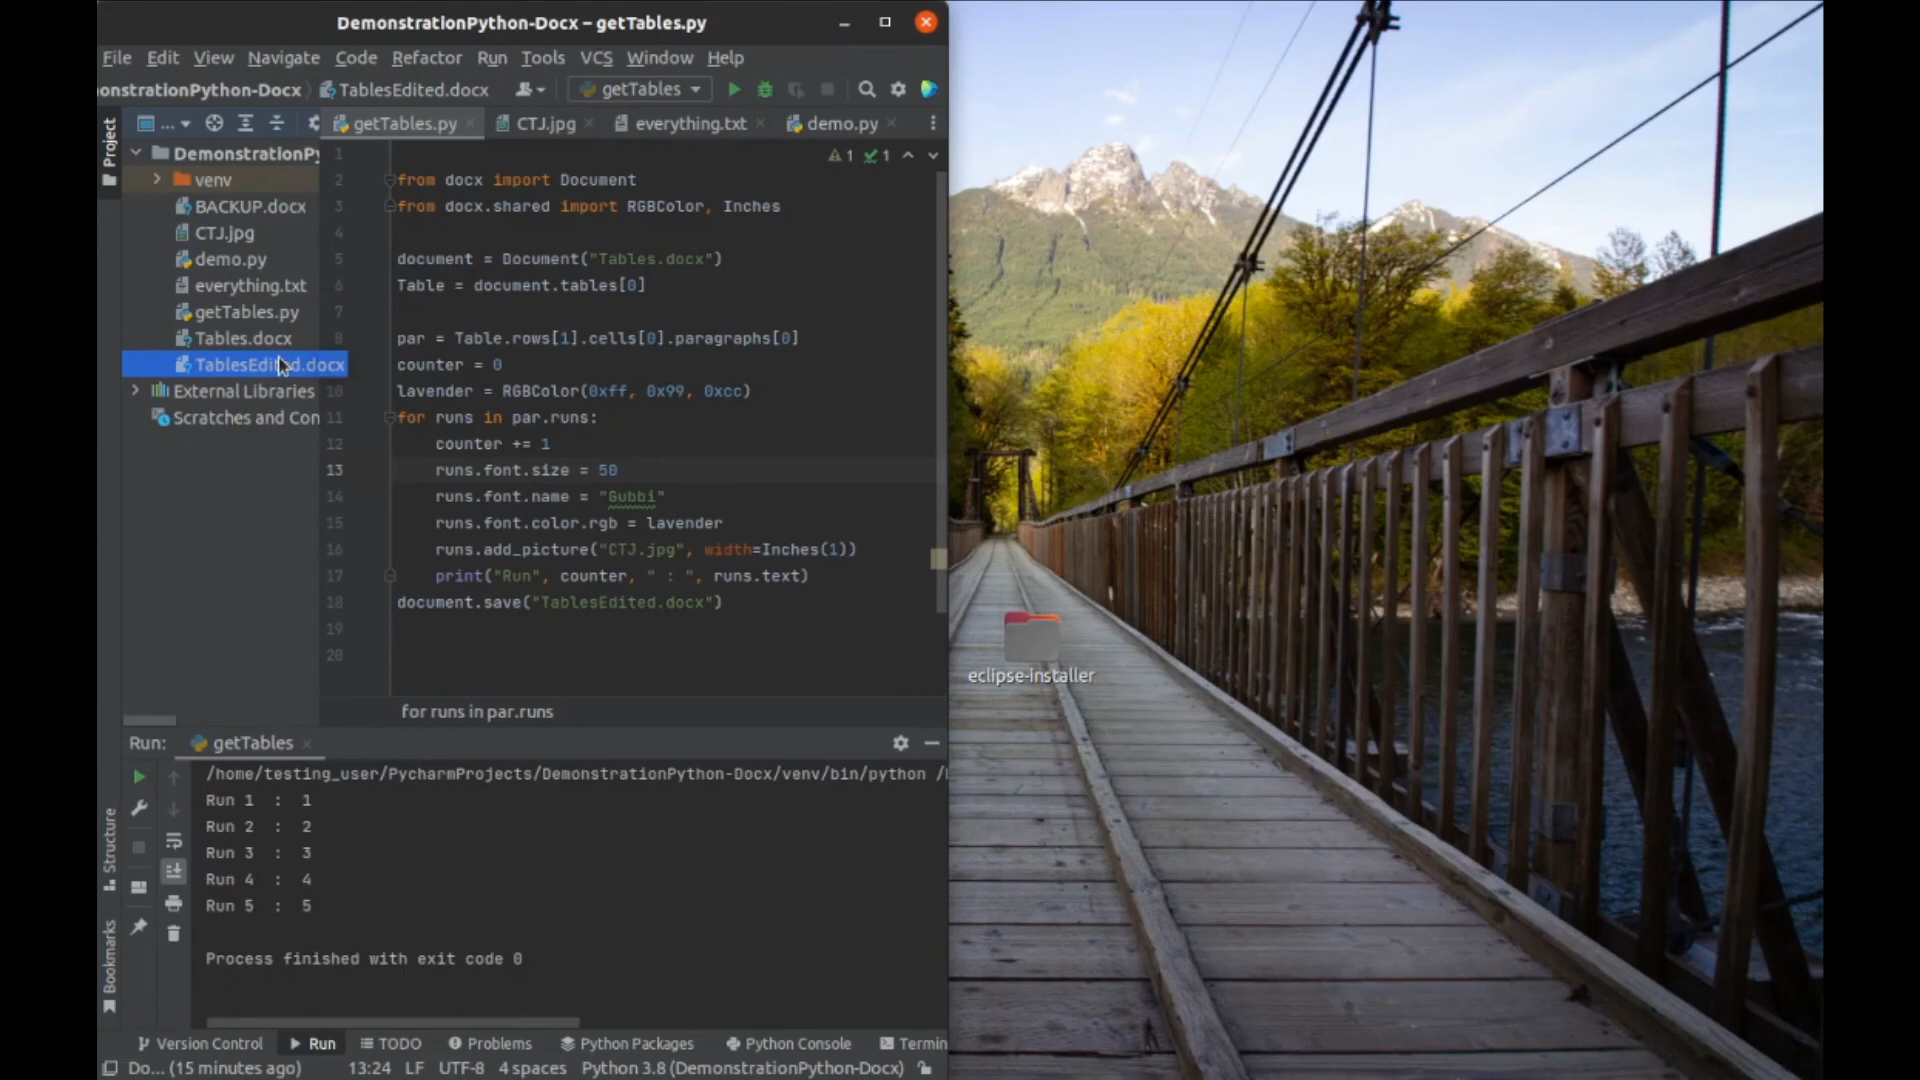 DemonstrationPython-Docx – getTables.py
File Edit View Navigate Code Refactor Run Tools VCS Window Help
onstrationPython-Docx TablesEdited.docx getTables
Project
... getTables.py CTJ.jpg everything.txt demo.py
DemonstrationPy
venv
BACKUP.docx
CTJ.jpg
demo.py
everything.txt
getTables.py
Tables.docx
TablesEdited.docx
External Libraries
Scratches and Con
1 1
1
2 from docx import Document
3 from docx.shared import RGBColor, Inches
4
5 document = Document("Tables.docx")
6 Table = document.tables[0]
7
8 par = Table.rows[1].cells[0].paragraphs[0]
counter = 0
10 lavender = RGBColor(0xff, 0x99, 0xcc)
11 for runs in par.runs:
12 counter += 1
13 runs.font.size = 50
14 runs.font.name = "Gubbi"
15 runs.font.color.rgb = lavender
16 runs.add_picture("CTJ.jpg", width=Inches(1))
17 print("Run", counter, " : ", runs.text)
18 document.save("TablesEdited.docx")
19
20
for runs in par.runs
Run: getTables
/home/testing_user/PycharmProjects/DemonstrationPython-Docx/venv/bin/python
Run 1 : 1
Run 2 : 2
Run 3 : 3
Run 4 : 4
Run 5 : 5
Process finished with exit code 0
Structure
Bookmarks
Version Control Run TODO Problems Python Packages Python Console Termin
Do... (15 minutes ago) 13:24 LF UTF-8 4 spaces Python 3.8 (DemonstrationPython-Docx)
eclipse-installer